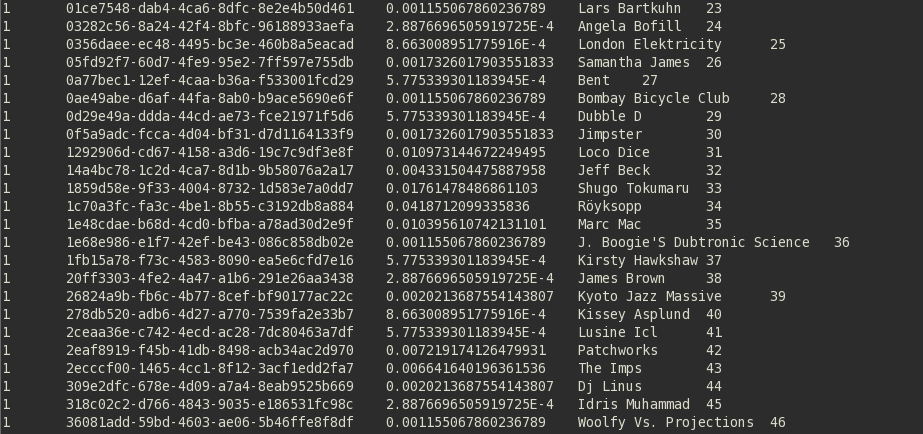 1 01ce7548-dab4-4ca6-8dfc-8e2e4b50d461 0.001155067860236789 Lars Bartkuhn 23
1 03282c56-8a24-42f4-8bfc-96188933aefa 2.8876696505919725E-4 Angela Bofill 24
1 0356daee-ec48-4495-bc3e-460b8a5eacad 8.663008951775916E-4 London Elektricity 25
1 05fd92f7-60d7-4fe9-95e2-7ff597e755db 0.0017326017903551833 Samantha James 26
1 0a77bec1-12ef-4caa-b36a-f533001fcd29 5.775339301183945E-4 Bent 27
1 0ae49abe-d6af-44fa-8ab0-b9ace5690e6f 0.001155067860236789 Bombay Bicycle Club 28
1 0d29e49a-ddda-44cd-ae73-fce21971f5d6 5.775339301183945E-4 Dubble D 29
1 0f5a9adc-fcca-4d04-bf31-d7d1164133f9 0.0017326017903551833 Jimpster 30
1 1292906d-cd67-4158-a3d6-19c7c9df3e8f 0.010973144672249495 Loco Dice 31
1 14a4bc78-1c2d-4ca7-8d1b-9b58076a2a17 0.004331504475887958 Jeff Beck 32
1 1859d58e-9f33-4004-8732-1d583e7a0dd7 0.01761478486861103 Shugo Tokumaru 33
1 1c70a3fc-fa3c-4be1-8b55-c3192db8a884 0.0418712099335836 Röyksopp 34
1 1e48cdae-b68d-4cd0-bfba-a78ad30d2e9f 0.010395610742131101 Marc Mac 35
1 1e68e986-e1f7-42ef-be43-086c858db02e 0.001155067860236789 J. Boogie'S Dubtronic Science 36
1 1fb15a78-f73c-4583-8090-ea5e6cfd7e16 5.775339301183945E-4 Kirsty Hawkshaw 37
1 20ff3303-4fe2-4a47-a1b6-291e26aa3438 2.8876696505919725E-4 James Brown 38
1 26824a9b-fb6c-4b77-8cef-bf90177ac22c 0.0020213687554143807 Kyoto Jazz Massive 39
1 278db520-adb6-4d27-a770-7539fa2e33b7 8.663008951775916E-4 Kissey Asplund 40
1 2ceaa36e-c742-4ecd-ac28-7dc80463a7df 5.775339301183945E-4 Lusine Icl 41
1 2eaf8919-f45b-41db-8498-acb34ac2d970 0.007219174126479931 Patchworks 42
1 2ecccf00-1465-4cc1-8f12-3acf1edd2fa7 0.006641640196361536 The Imps 43
1 309e2dfc-678e-4d09-a7a4-8eab9525b669 0.0020213687554143807 Dj Linus 44
1 318c02c2-d766-4843-9035-e186531fc98c 2.8876696505919725E-4 Idris Muhammad 45
1 36081add-59bd-4603-ae06-5b46ffe8f8df 0.001155067860236789 Woolfy Vs. Projections 46